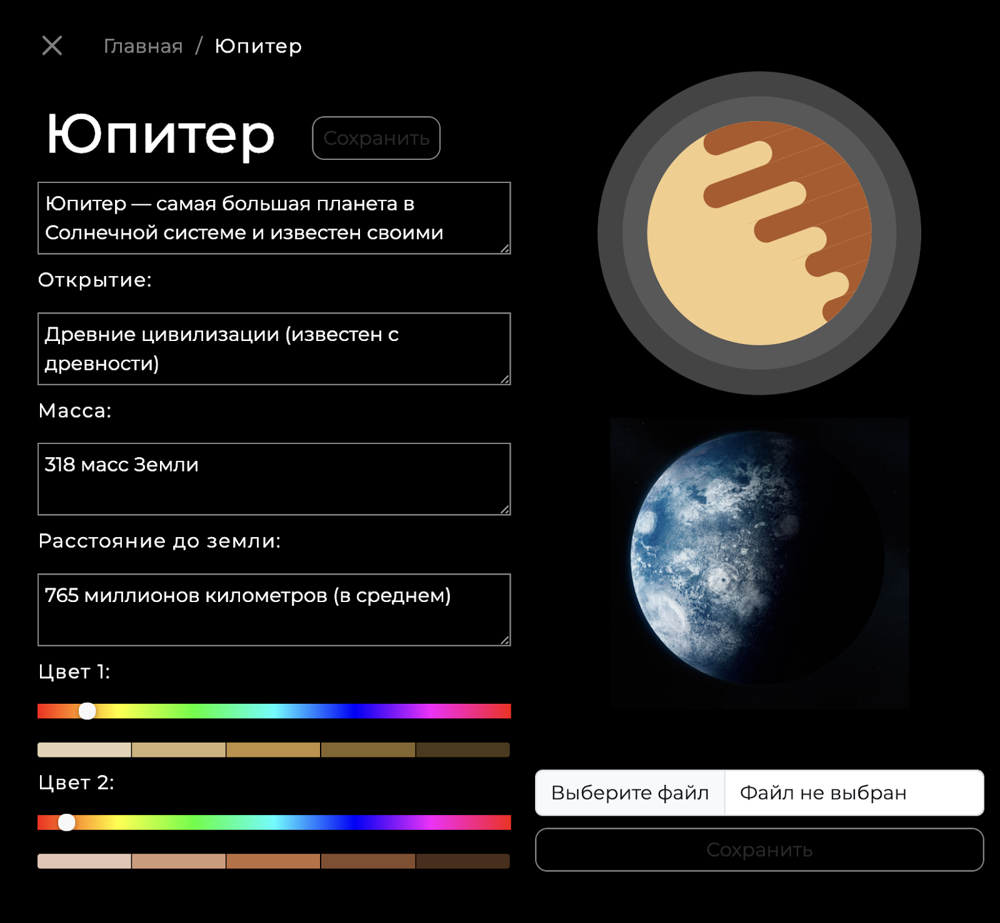 Главная / Юпитер
Юпитер
Сохранить
Юпитер — самая большая планета в
Солнечной системе и известен своими
Открытие:
Древние цивилизации (известен с
древности)
Масса:
318 масс Земли
Расстояние до земли:
765 миллионов километров (в среднем)
Цвет 1:
Цвет 2:
Выберите файл
Файл не выбран
Сохранить